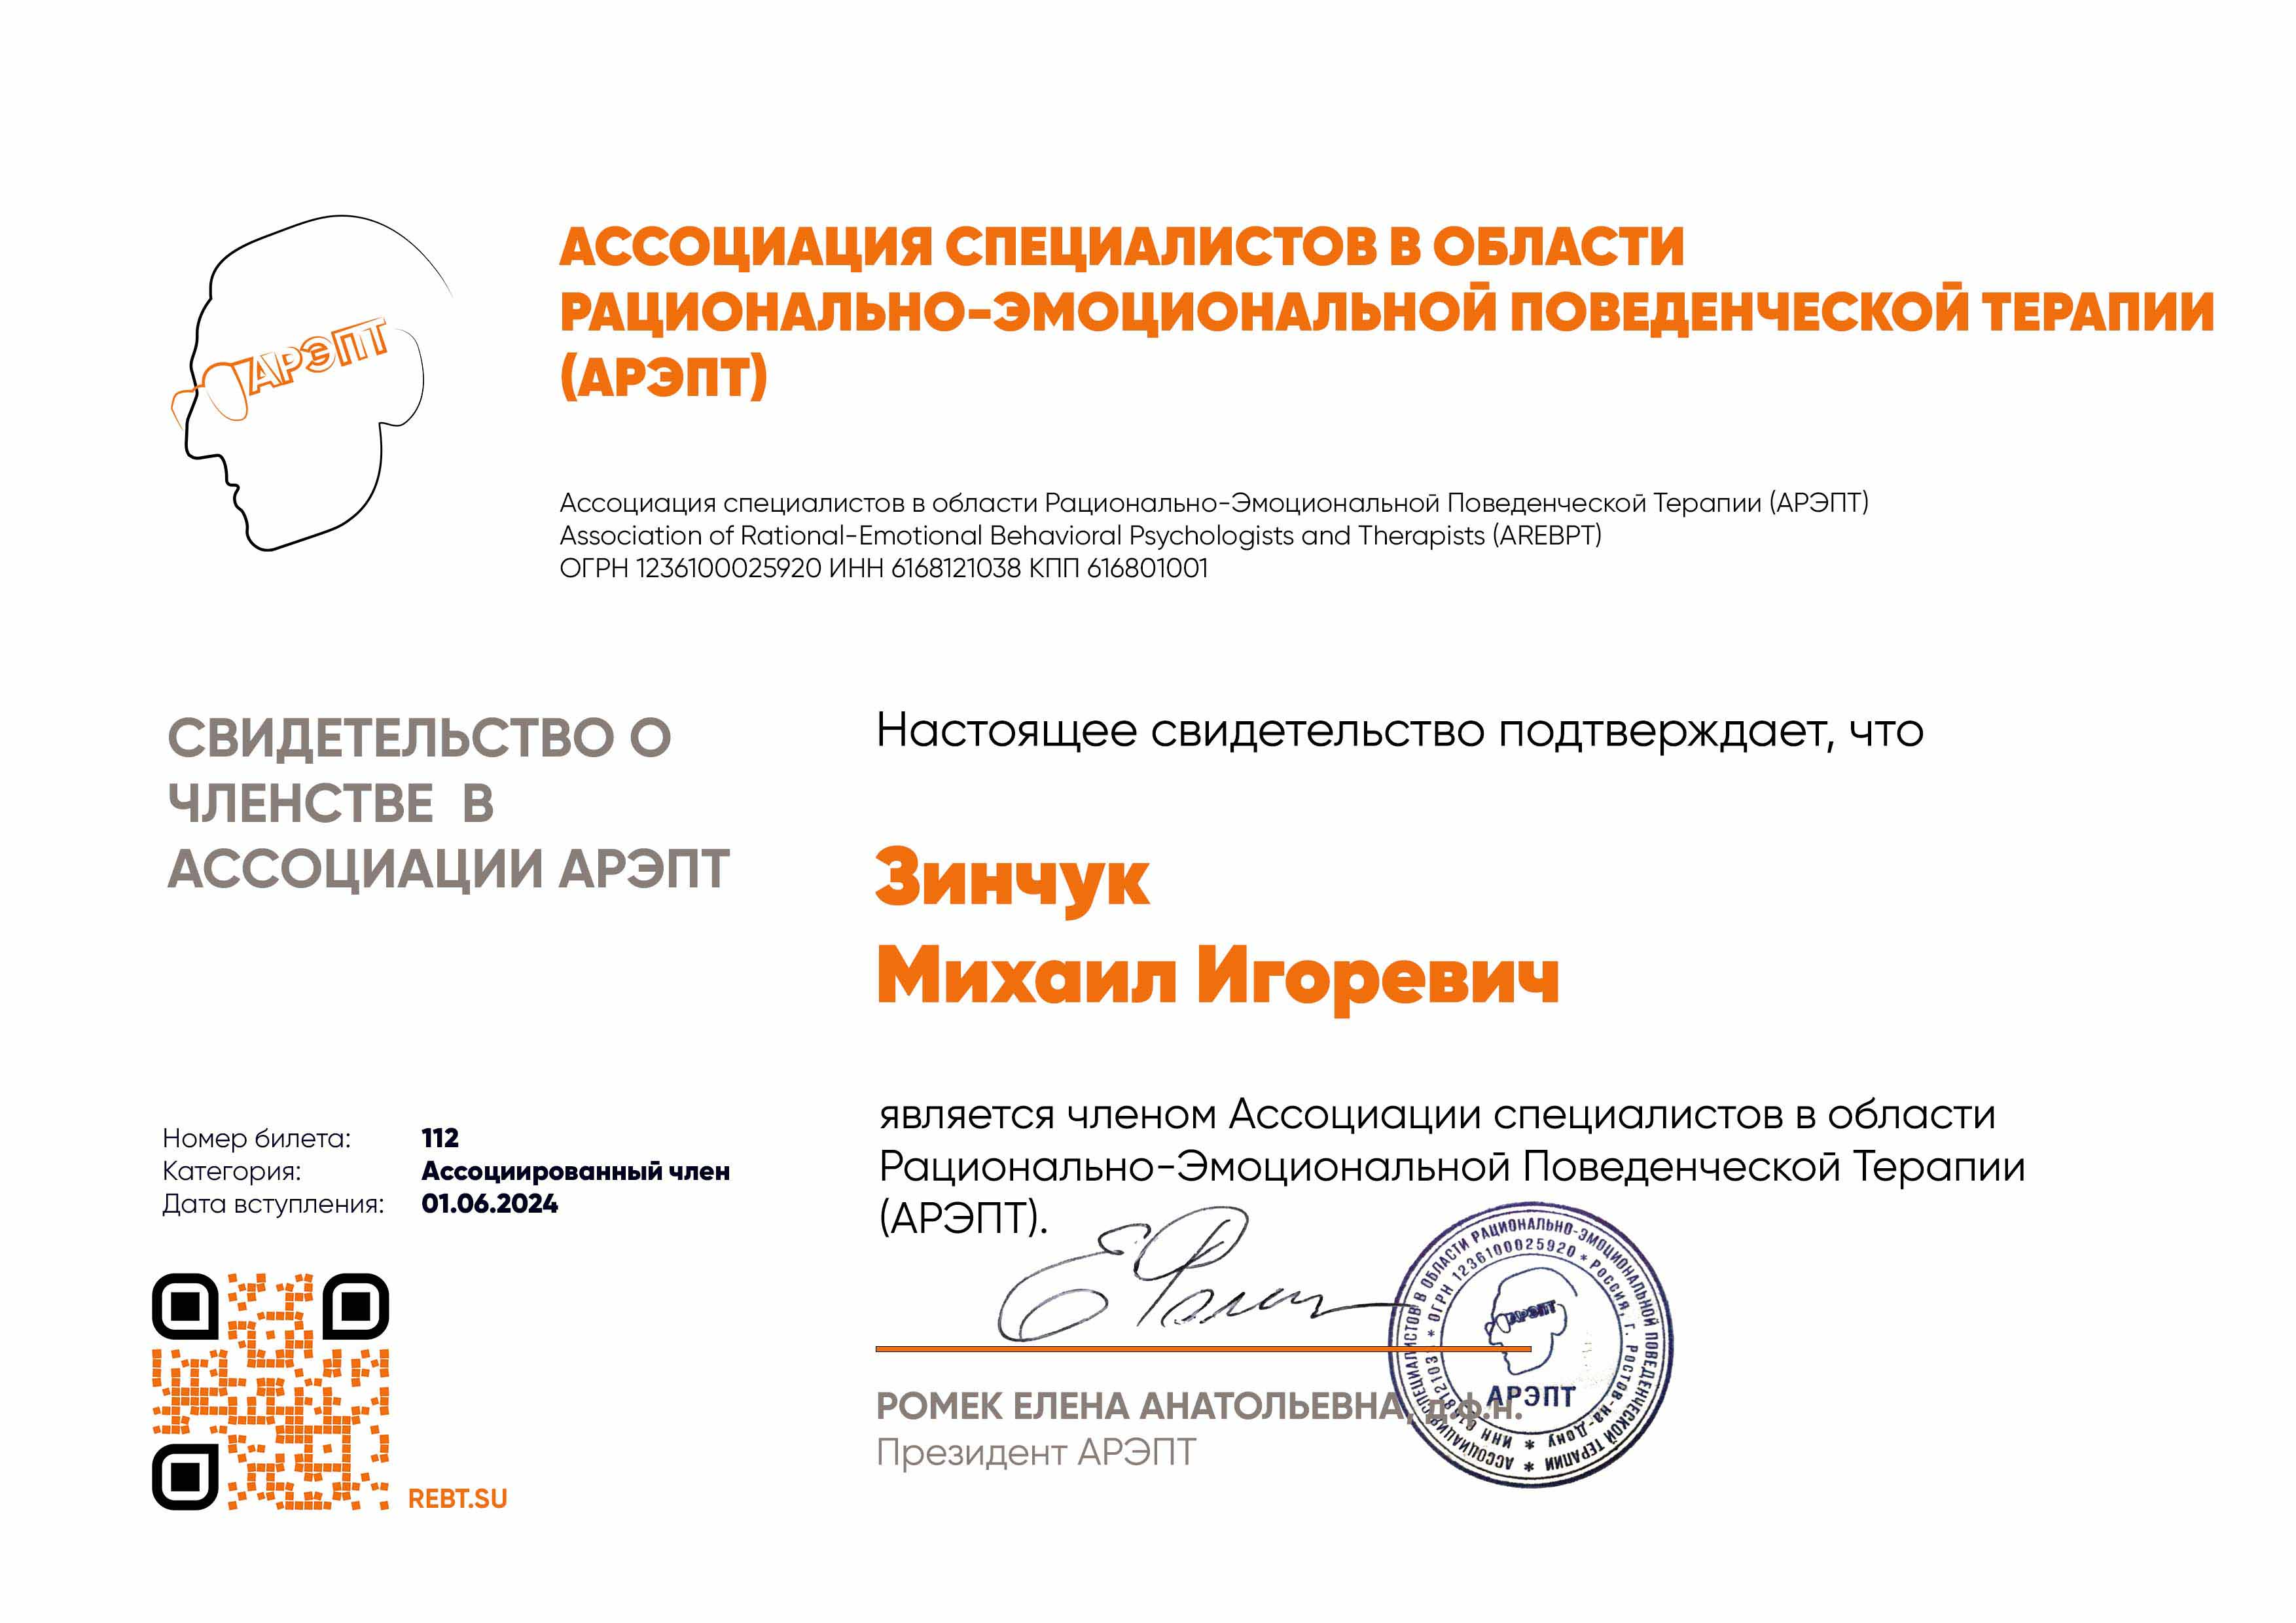 АРЭПТ
АССОЦИАЦИЯ СПЕЦИАЛИСТОВ В ОБЛАСТИ
РАЦИОНАЛЬНО-ЭМОЦИОНАЛЬНОЙ ПОВЕДЕНЧЕСКОЙ ТЕРАПИИ
(АРЭПТ)
Ассоциация специалистов в области Рационально-Эмоциональной Поведенческой Терапии (АРЭПТ)
Association of Rational-Emotional Behavioral Psychologists and Therapists (AREBPT)
ОГРН 1236100025920 ИНН 6168121038 КПП 616801001
СВИДЕТЕЛЬСТВО О
ЧЛЕНСТВЕ В
АССОЦИАЦИИ АРЭПТ
Настоящее свидетельство подтверждает, что
Зинчук
Михаил Игоревич
является членом Ассоциации специалистов в области
Рационально-Эмоциональной Поведенческой Терапии
(АРЭПТ).
Номер билета: 112
Категория: Ассоциированный член
Дата вступления: 01.06.2024
REBT.SU
РОМЕК ЕЛЕНА АНАТОЛЬЕВНА, д.ф.н.
Президент АРЭПТ
АССОЦИАЦИЯ СПЕЦИАЛИСТОВ В ОБЛАСТИ РАЦИОНАЛЬНО-ЭМОЦИОНАЛЬНОЙ ПОВЕДЕНЧЕСКОЙ ТЕРАПИИ *
* ОГРН 1236100025920 * РОССИЯ, г. РОСТОВ-на-Дону * ИНН
АРЭПТ
АРЭПТ